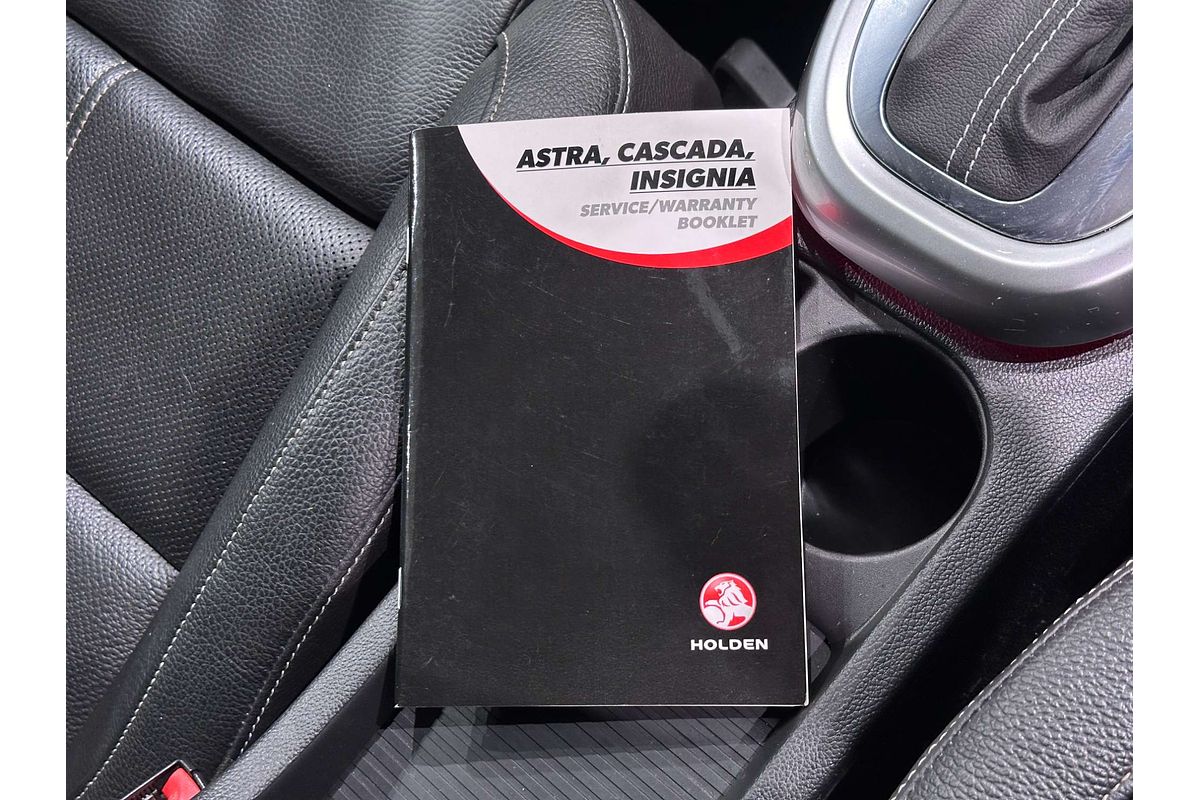 ASTRA, CASCADA,
INSIGNIA
SERVICE/WARRANTY
BOOKLET
HOLDEN